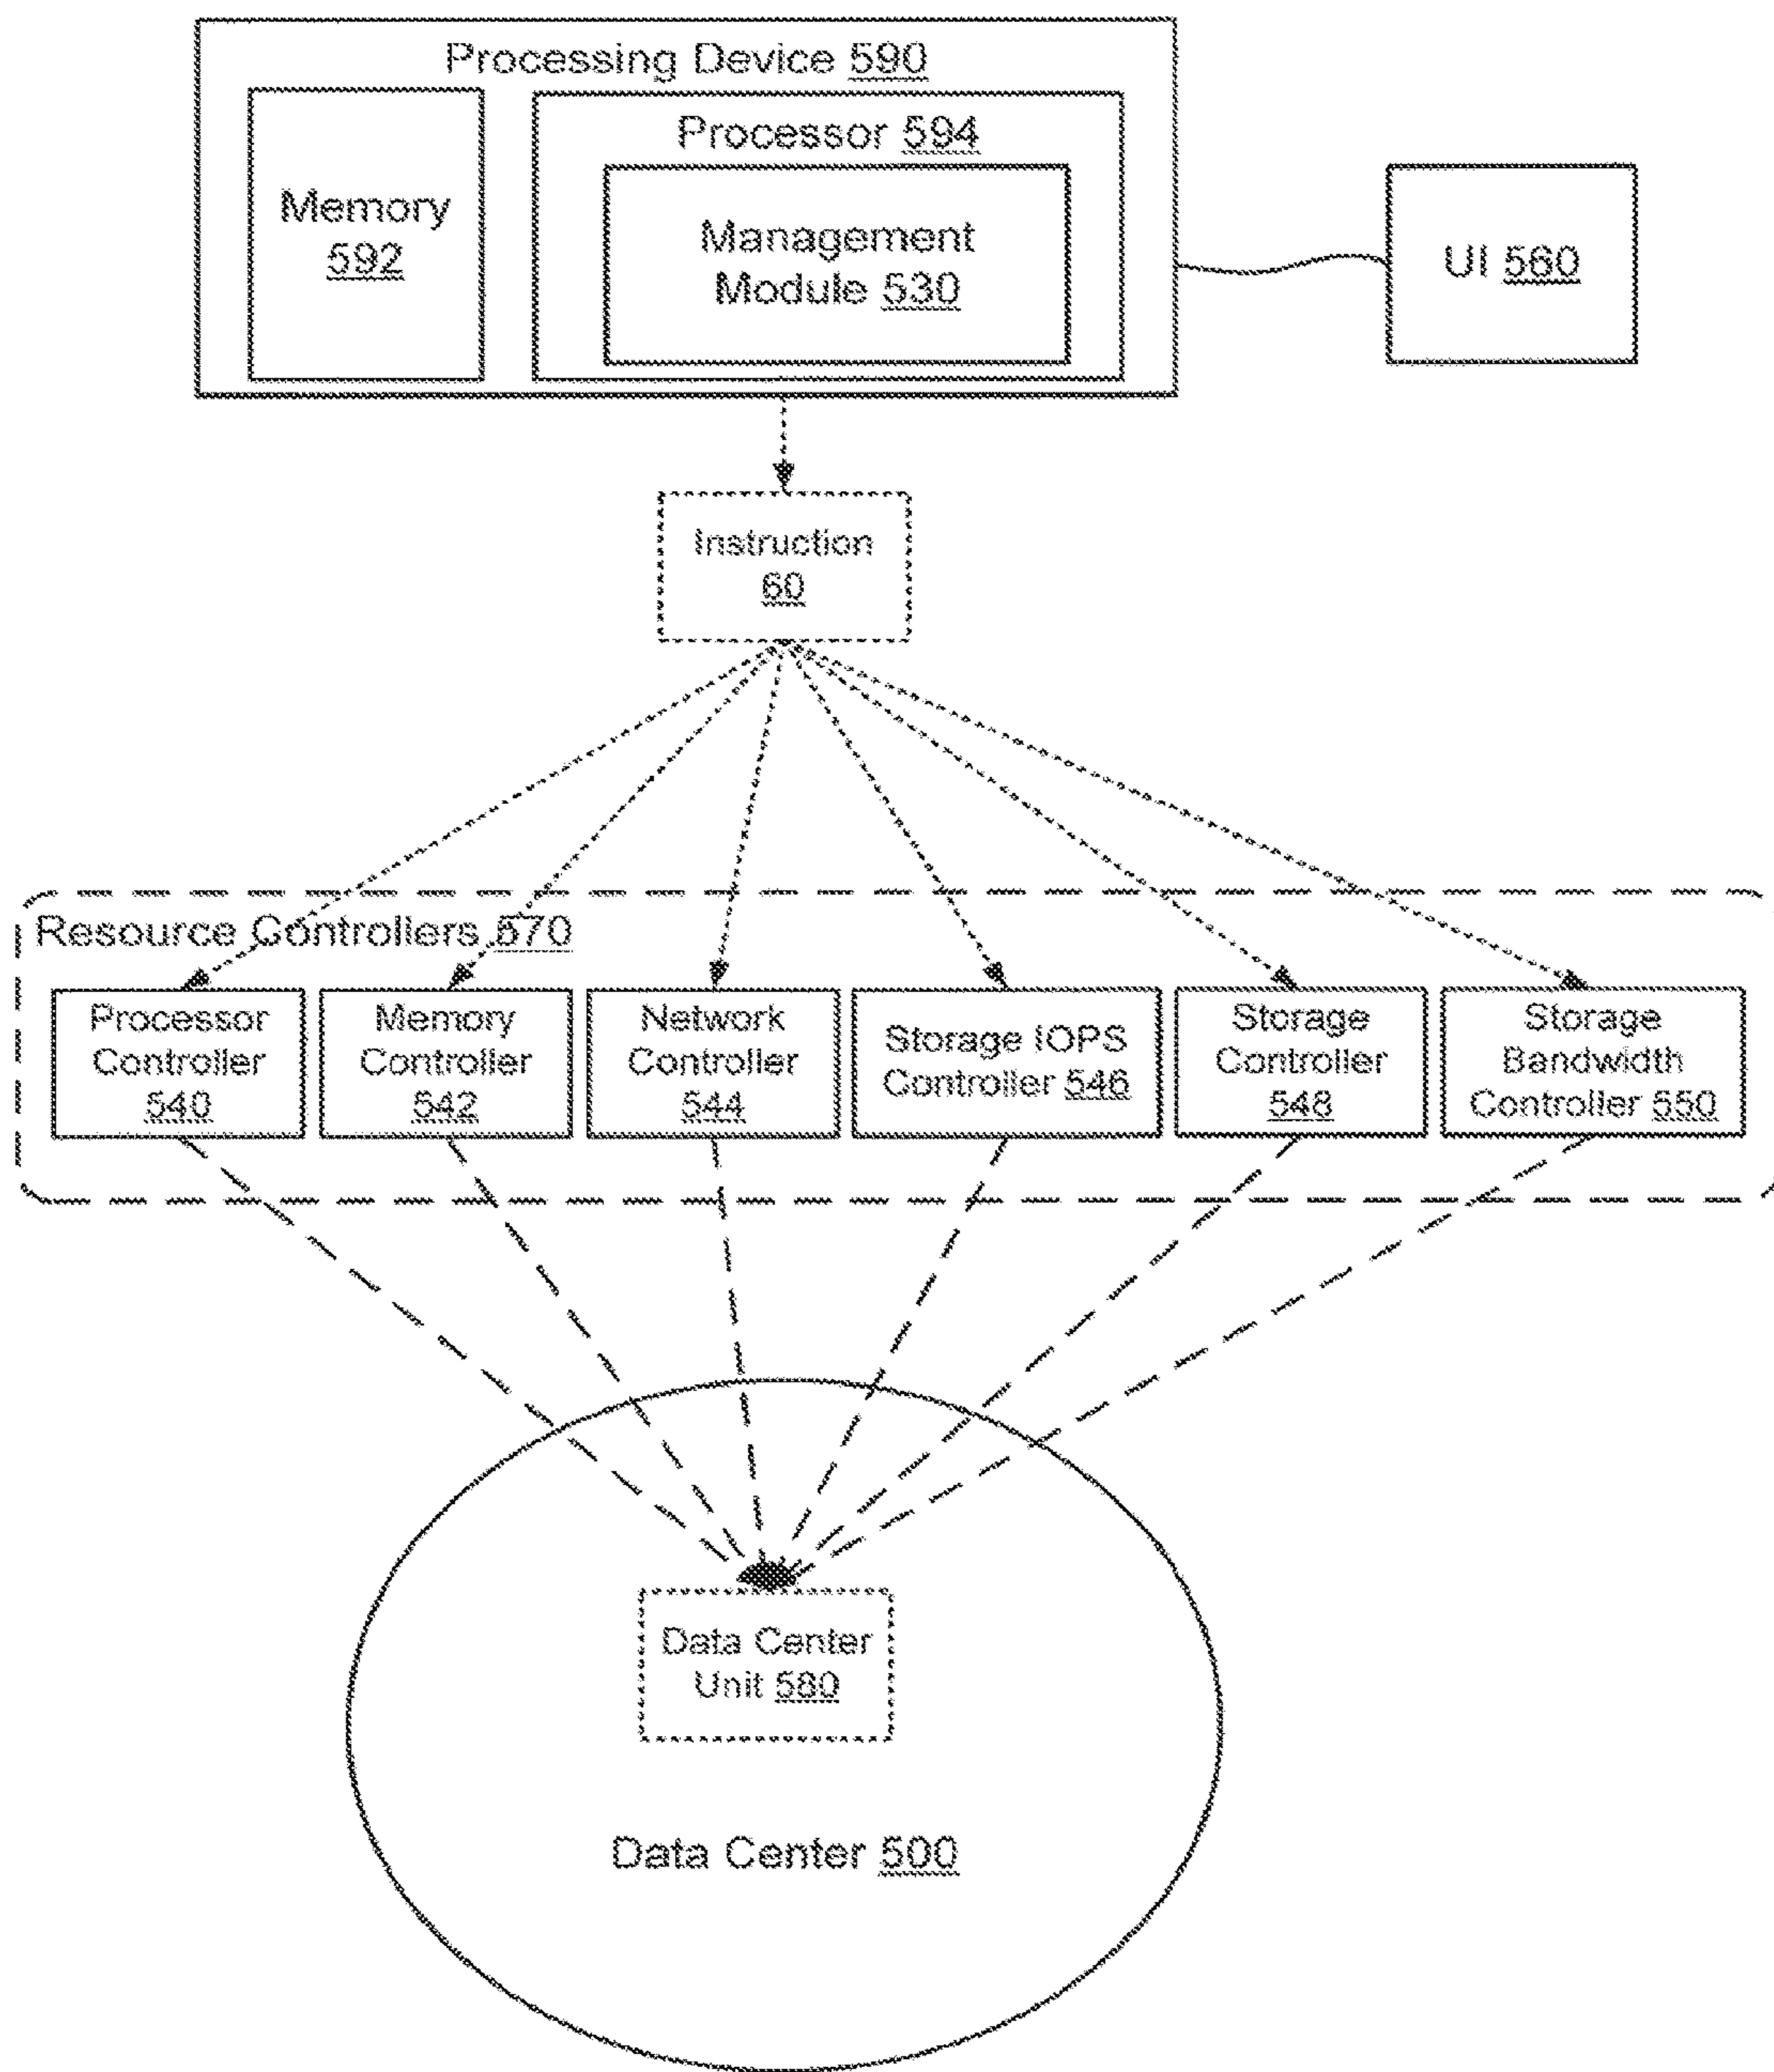 Processing Device 590
Processor 594
Memory
592
Management
Module 530
UI 560
Instruction
60
Resource Controllers 570
Processor
Controller
540
Memory
Controller
542
Network
Controller
544
Storage IOPS
Controller 546
Storage
Controller
548
Storage
Bandwidth
Controller 550
Data Center
Unit 580
Data Center 500